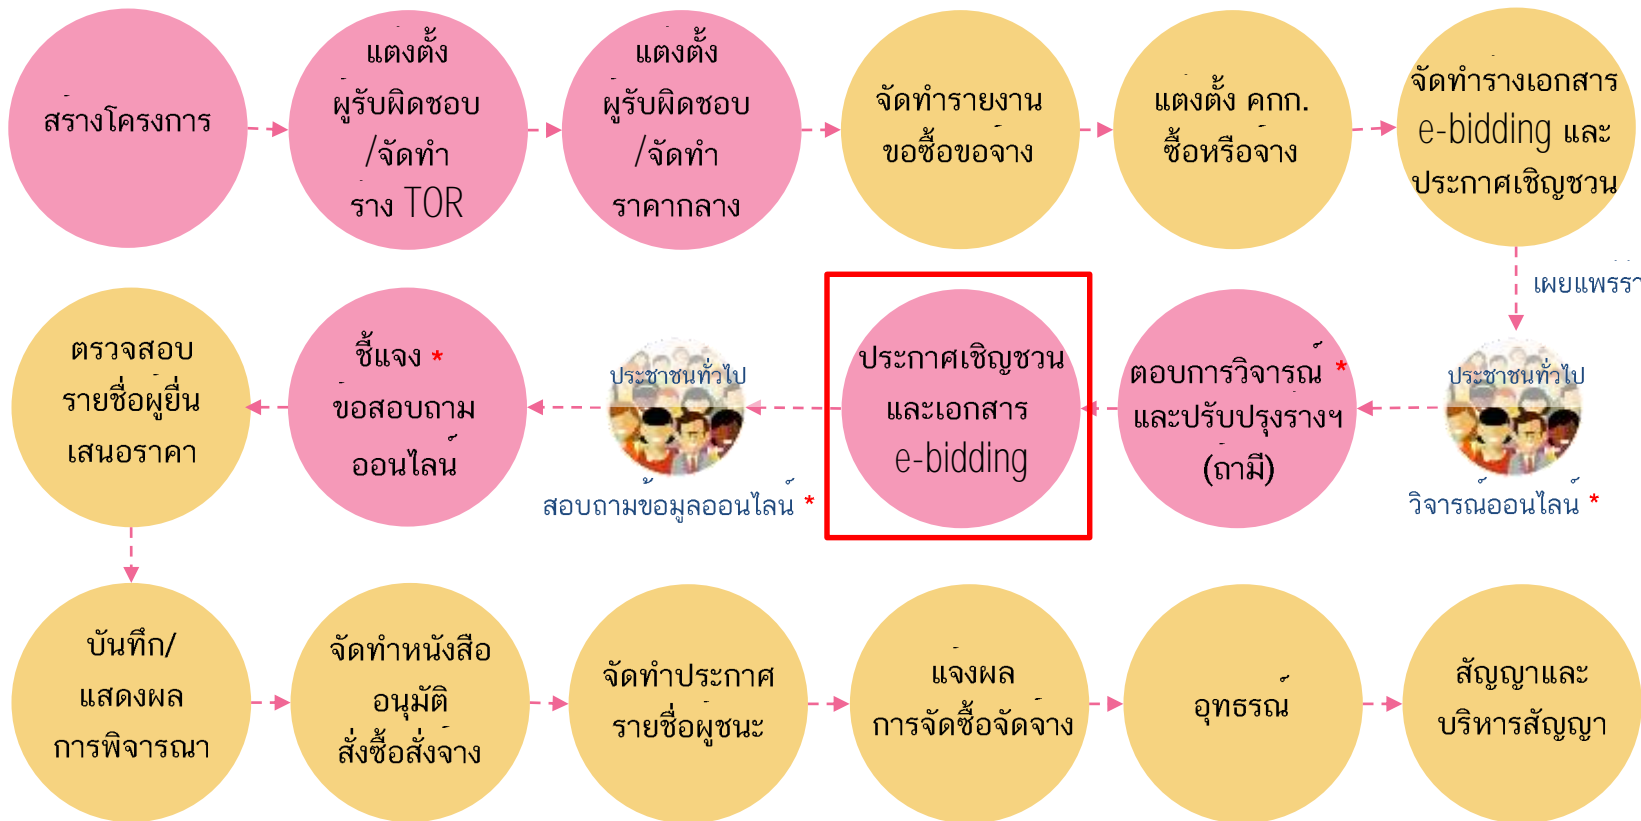 สร้างโครงการ
แต่งตั้ง
ผู้รับผิดชอบ
/จัดทำ
ร่าง TOR
แต่งตั้ง
ผู้รับผิดชอบ
/จัดทำ
ราคากลาง
จัดทำรายงาน
ขอซื้อขอจ้าง
แต่งตั้ง คกก.
ซื้อหรือจ้าง
จัดทำร่างเอกสาร
e-bidding และ
ประกาศเชิญชวน
เผยแพร่ร่า
ประชาชนทั่วไป
วิจารณ์ออนไลน์ *
ตอบการวิจารณ์ *
และปรับปรุงร่างฯ
(ถ้ามี)
ประกาศเชิญชวน
และเอกสาร
e-bidding
ประชาชนทั่วไป
สอบถามข้อมูลออนไลน์ *
ชี้แจง *
ข้อสอบถาม
ออนไลน์
ตรวจสอบ
รายชื่อผู้ยื่น
เสนอราคา
บันทึก/
แสดงผล
การพิจารณา
จัดทำหนังสือ
อนุมัติ
สั่งซื้อสั่งจ้าง
จัดทำประกาศ
รายชื่อผู้ชนะ
แจ้งผล
การจัดซื้อจัดจ้าง
อุทธรณ์
สัญญาและ
บริหารสัญญา